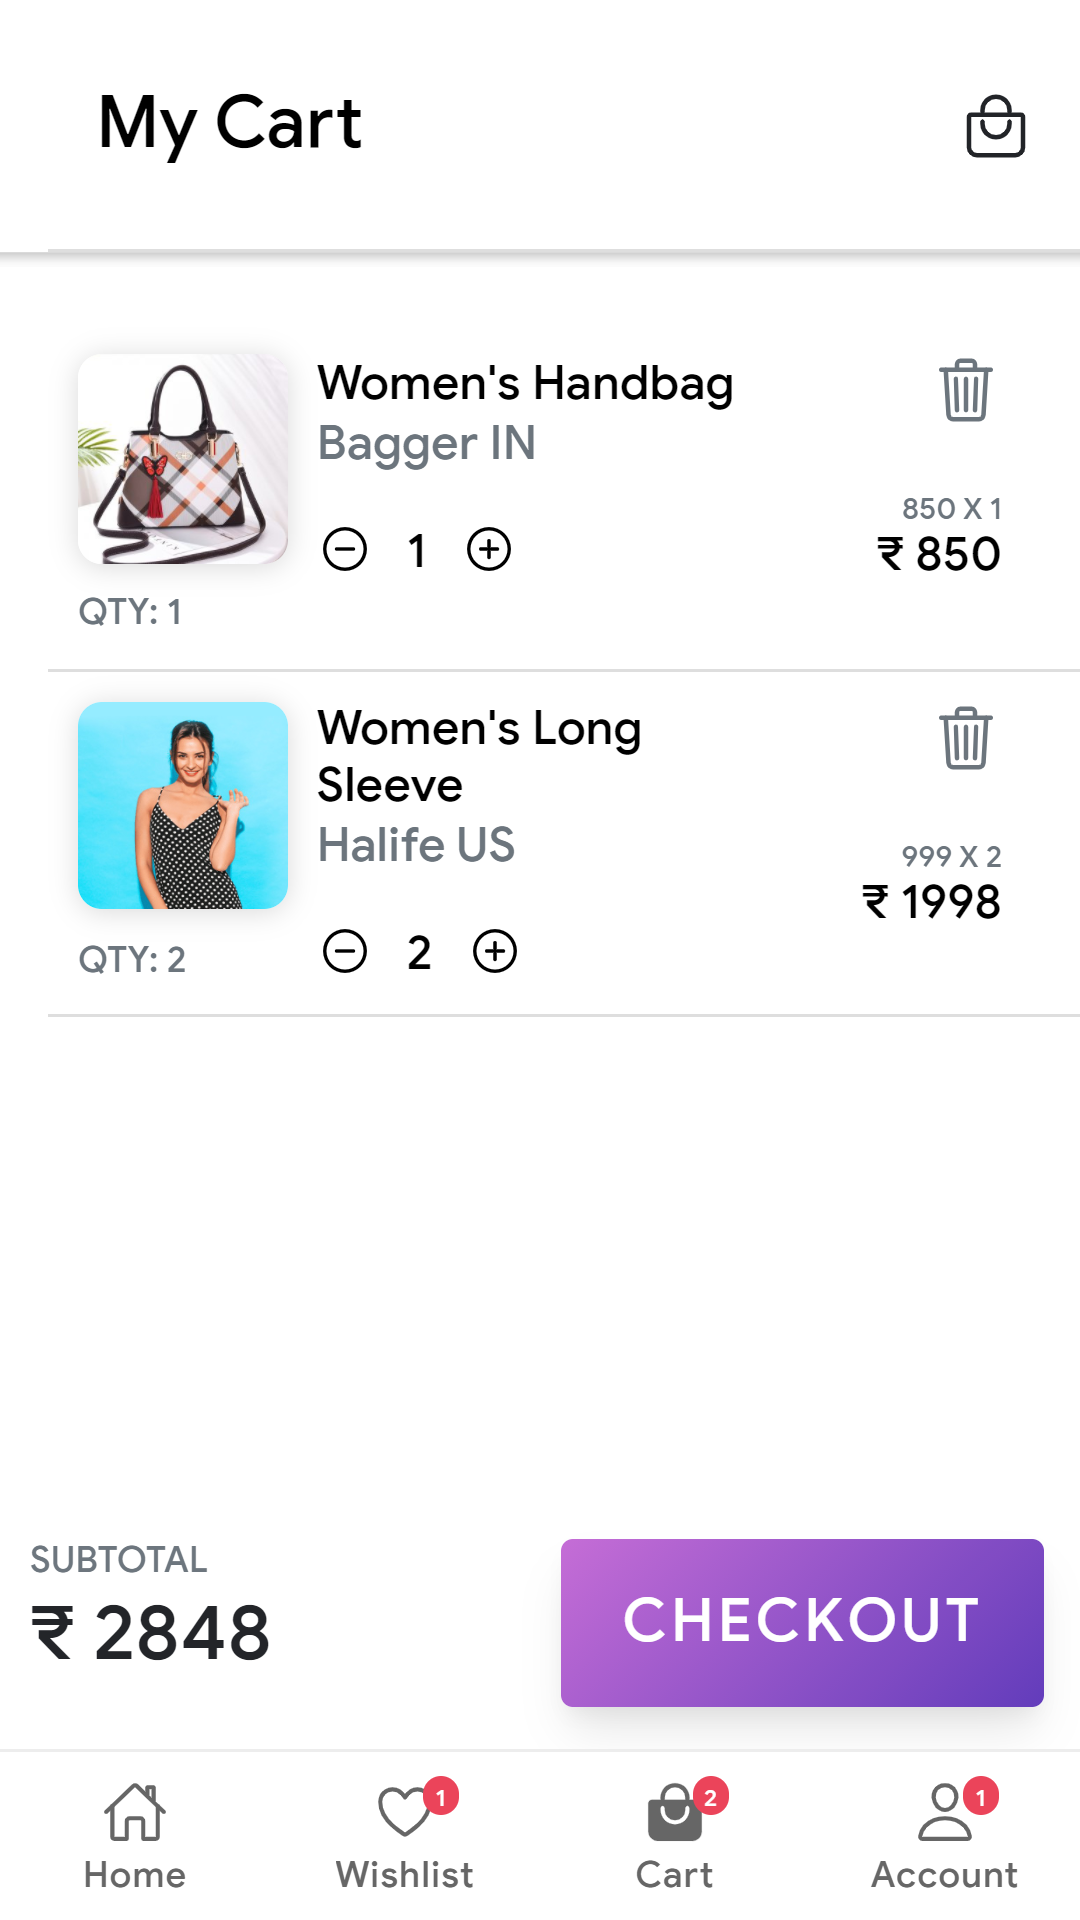 My Cart
Women's Handbag
Bagger IN
850 X 1
1
₹ 850
QTY: 1
Women's Long
Sleeve
Halife US
999 X 2
₹ 1998
2
QTY: 2
SUBTOTAL
₹ 2848
CHECKOUT
1
2
1
Home
Wishlist
Cart
Account